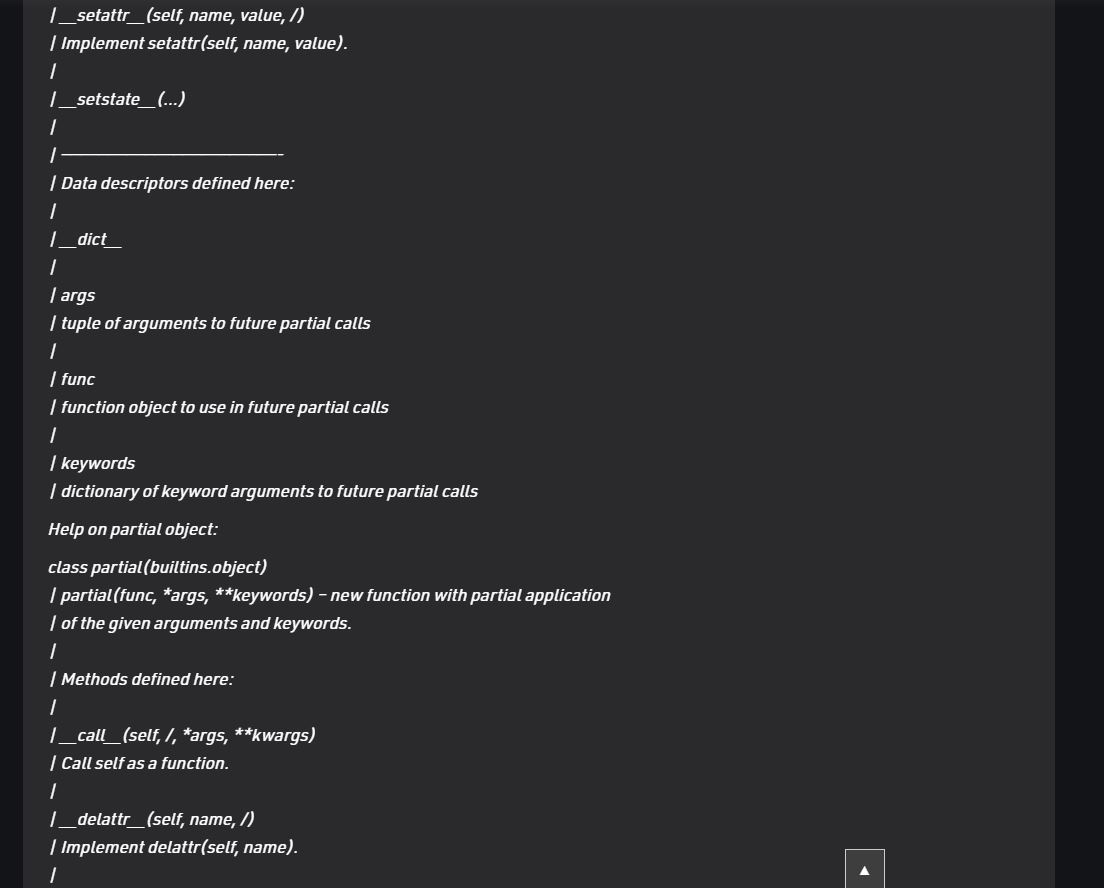 | __setattr__(self, name, value, /)
| Implement setattr(self, name, value).
|
| __setstate__(...)
|
| ————————————————————————-
| Data descriptors defined here:
|
| __dict__
|
| args
| tuple of arguments to future partial calls
|
| func
| function object to use in future partial calls
|
| keywords
| dictionary of keyword arguments to future partial calls
Help on partial object:
class partial(builtins.object)
| partial(func, *args, **keywords) – new function with partial application
| of the given arguments and keywords.
|
| Methods defined here:
|
| __call__(self, /, *args, **kwargs)
| Call self as a function.
|
| __delattr__(self, name, /)
| Implement delattr(self, name).
|
▲